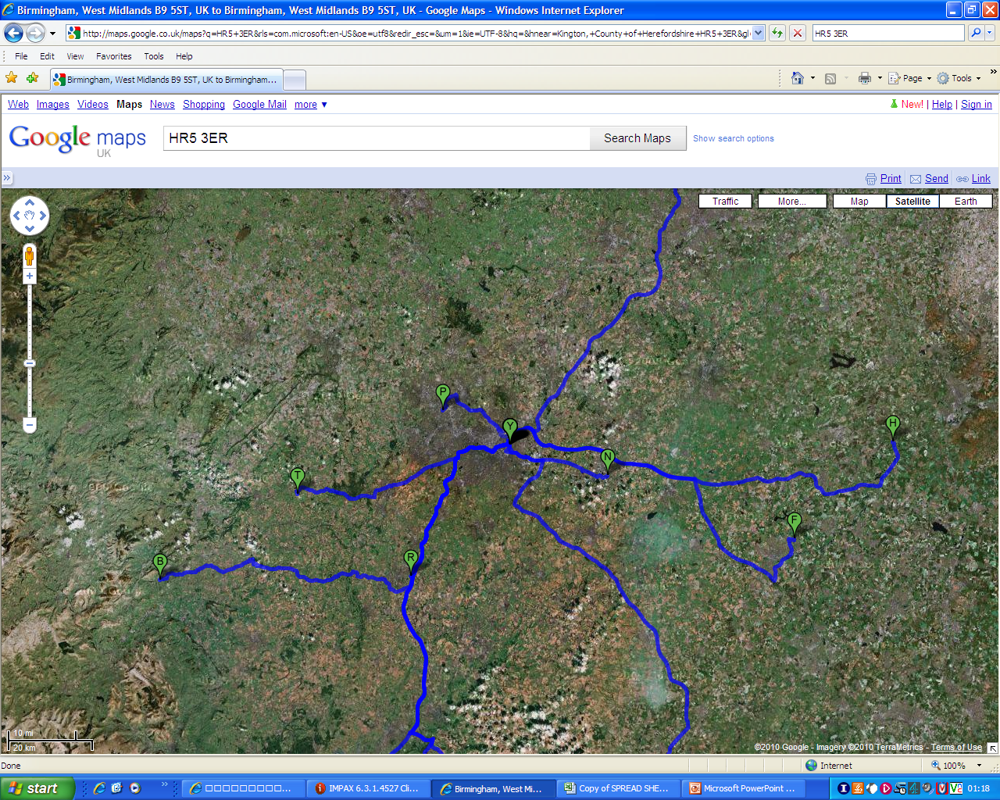 Birmingham, West Midlands B9 5ST, UK to Birmingham, West Midlands B9 5ST, UK - Google Maps - Windows Internet Explorer
http://maps.google.co.uk/maps?q=HR5+3ER&rls=com.microsoft:en-US&oe=utf8&redir_esc=&um=1&ie=UTF-8&hq=&hnear=Kington,+County+of+Herefordshire+HR5+3ER&gl=
HR5 3ER
File Edit View Favorites Tools Help
Birmingham, West Midlands B9 5ST, UK to Birmingham...
Page Tools
Web Images Videos Maps News Shopping Google Mail more ▼
New! | Help | Sign in
Google maps
UK
HR5 3ER
Search Maps
Show search options
Print Send Link
Traffic More... Map Satellite Earth
P
Y
H
N
T
F
R
B
10 mi
20 km
©2010 Google - Imagery ©2010 TerraMetrics - Terms of Use
Done
Internet
100%
start
IMPAX 6.3.1.4527 Cli...
Birmingham, West Mi...
Copy of SPREAD SHE...
Microsoft PowerPoint ...
01:18